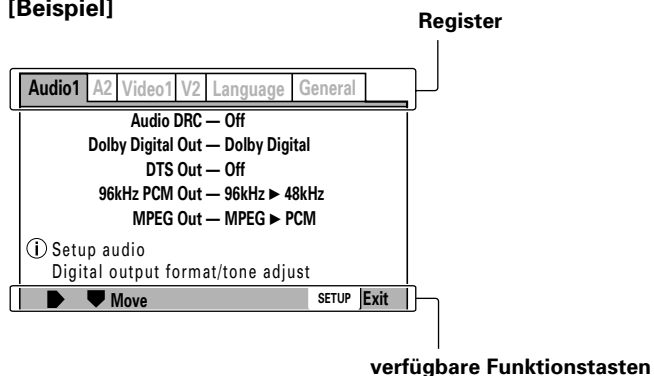 [Beispiel]
Register
Audio1 A2 Video1 V2 Language General
Audio DRC — Off
Dolby Digital Out — Dolby Digital
DTS Out — Off
96kHz PCM Out — 96kHz ► 48kHz
MPEG Out — MPEG ► PCM
i Setup audio
Digital output format/tone adjust
Move SETUP Exit
verfügbare Funktionstasten